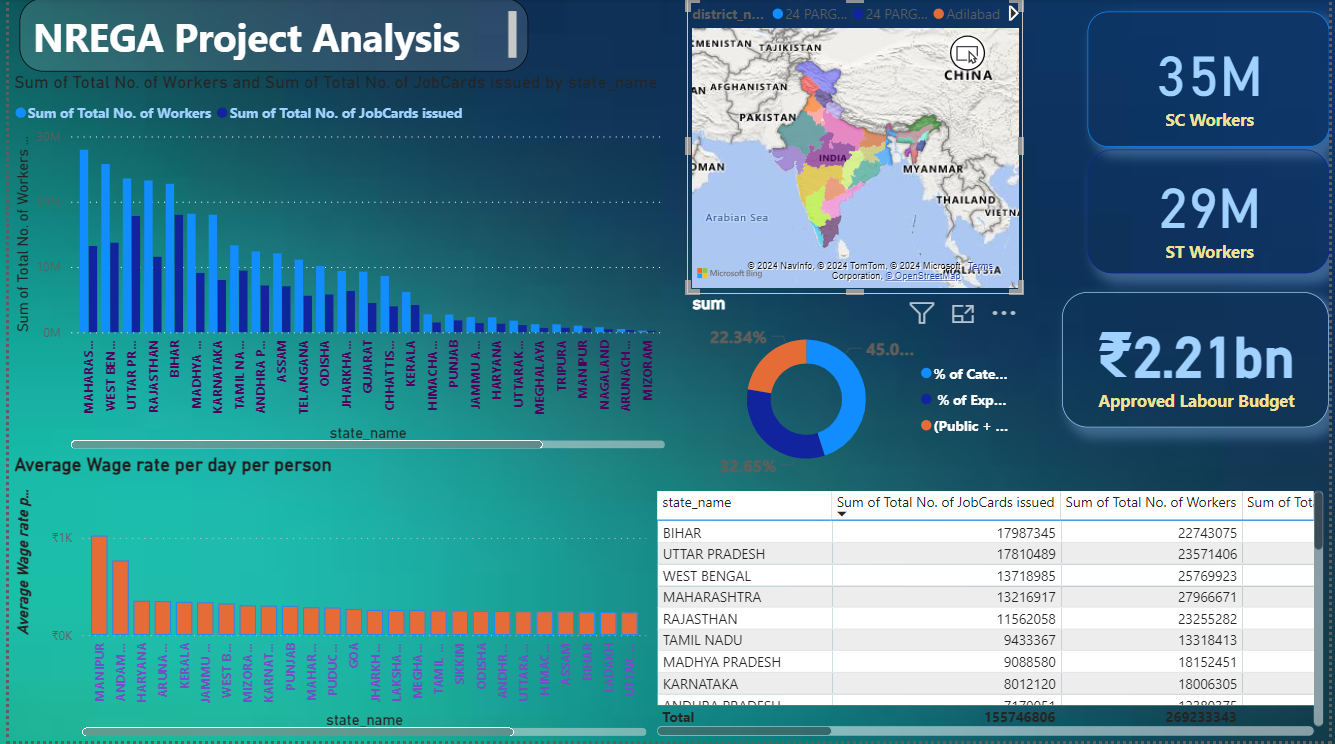 NREGA Project Analysis
Sum of Total No. of Workers and Sum of Total No. of JobCards issued by state_name
Sum of Total No. of Workers Sum of Total No. of JobCards issued
Sum of Total No. of Workers ...
30M
10M
0M
MAHARAS...
WEST BEN...
UTTAR PR...
RAJASTHAN
BIHAR
MADHYA ...
KARNATAKA
TAMIL NA...
ANDHRA P...
ASSAM
TELANGANA
ODISHA
JHARKHA...
GUJARAT
CHHATTIS...
KERALA
HIMACHA...
PUNJAB
JAMMU A...
HARYANA
UTTARAK...
MEGHALAYA
TRIPURA
MANIPUR
NAGALAND
ARUNACH...
MIZORAM
state_name
Average Wage rate per day per person
Average Wage rate p...
₹1K
₹0K
MANIPUR
ANDAM...
HARYANA
ARUNA...
KERALA
JAMMU ...
WEST B...
MIZORA...
KARNAT...
PUNJAB
MAHAR...
PUDUC...
GOA
JHARKH...
LAKSHA...
MEGHA...
TAMIL ...
SIKKIM
ODISHA
ANDHR...
UTTARA...
HIMAC...
ASSAM
BIHAR
LADAKH
state_name
district_n... 24 PARG... 24 PARG... Adilabad
KMENISTAN TAJIKISTAN
CHINA
AN AFGHANISTAN
PAKISTAN
INDIA
OMAN
MYANMAR
THAILAND
Arabian Sea
VIETNA
MALAYSIA
Microsoft Bing
© 2024 NavInfo, © 2024 TomTom, © 2024 Microsoft Terms
Corporation, © OpenStreetMap
sum
22.34%
45.0...
32.65%
% of Cate...
% of Exp...
(Public + ...
35M
SC Workers
29M
ST Workers
₹2.21bn
Approved Labour Budget
state_name Sum of Total No. of JobCards issued Sum of Total No. of Workers Sum of Tot
BIHAR 17987345 22743075
UTTAR PRADESH 17810489 23571406
WEST BENGAL 13718985 25769923
MAHARASHTRA 13216917 27966671
RAJASTHAN 11562058 23255282
TAMIL NADU 9433367 13318413
MADHYA PRADESH 9088580 18152451
KARNATAKA 8012120 18006305
ANDHRA PRADESH 7170051 12380375
Total 155746806 269233343